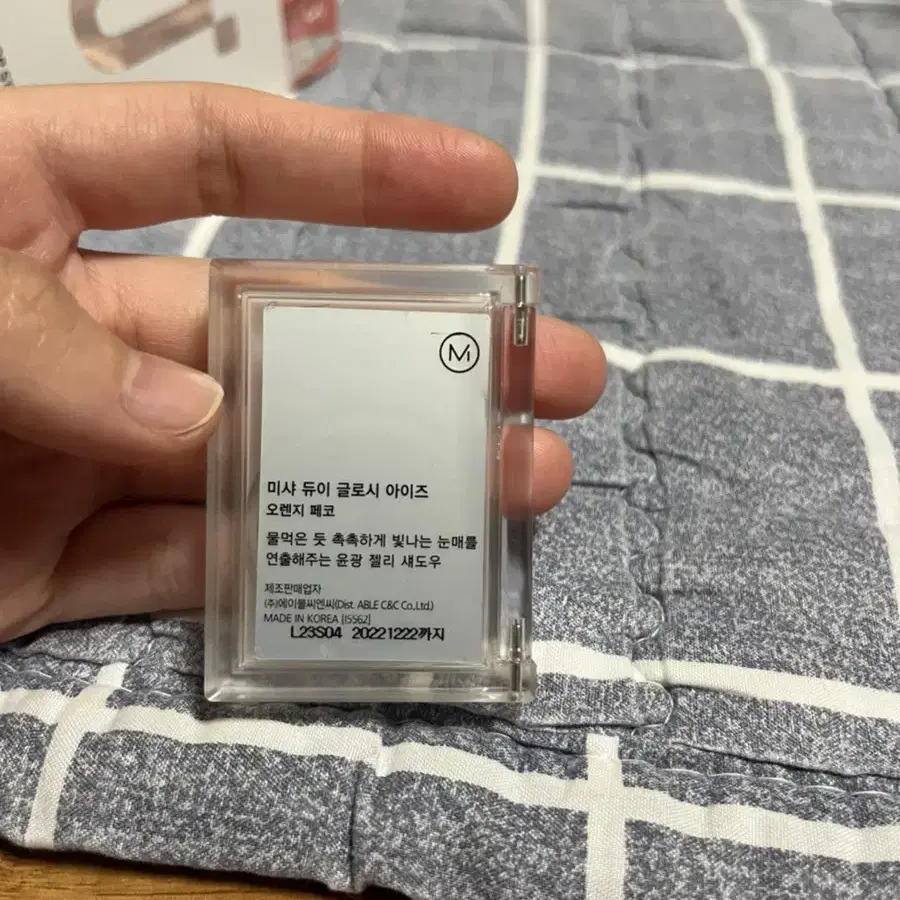 M
미샤 듀이 글로시 아이즈
오렌지 페코
물먹은 듯 촉촉하게 빛나는 눈매를
연출해주는 윤광 젤리 섀도우
제조판매업자
(주)에이블씨엔씨(Dist. ABLE C&C Co.,Ltd.)
MADE IN KOREA [I5562]
L23S04 20221222까지